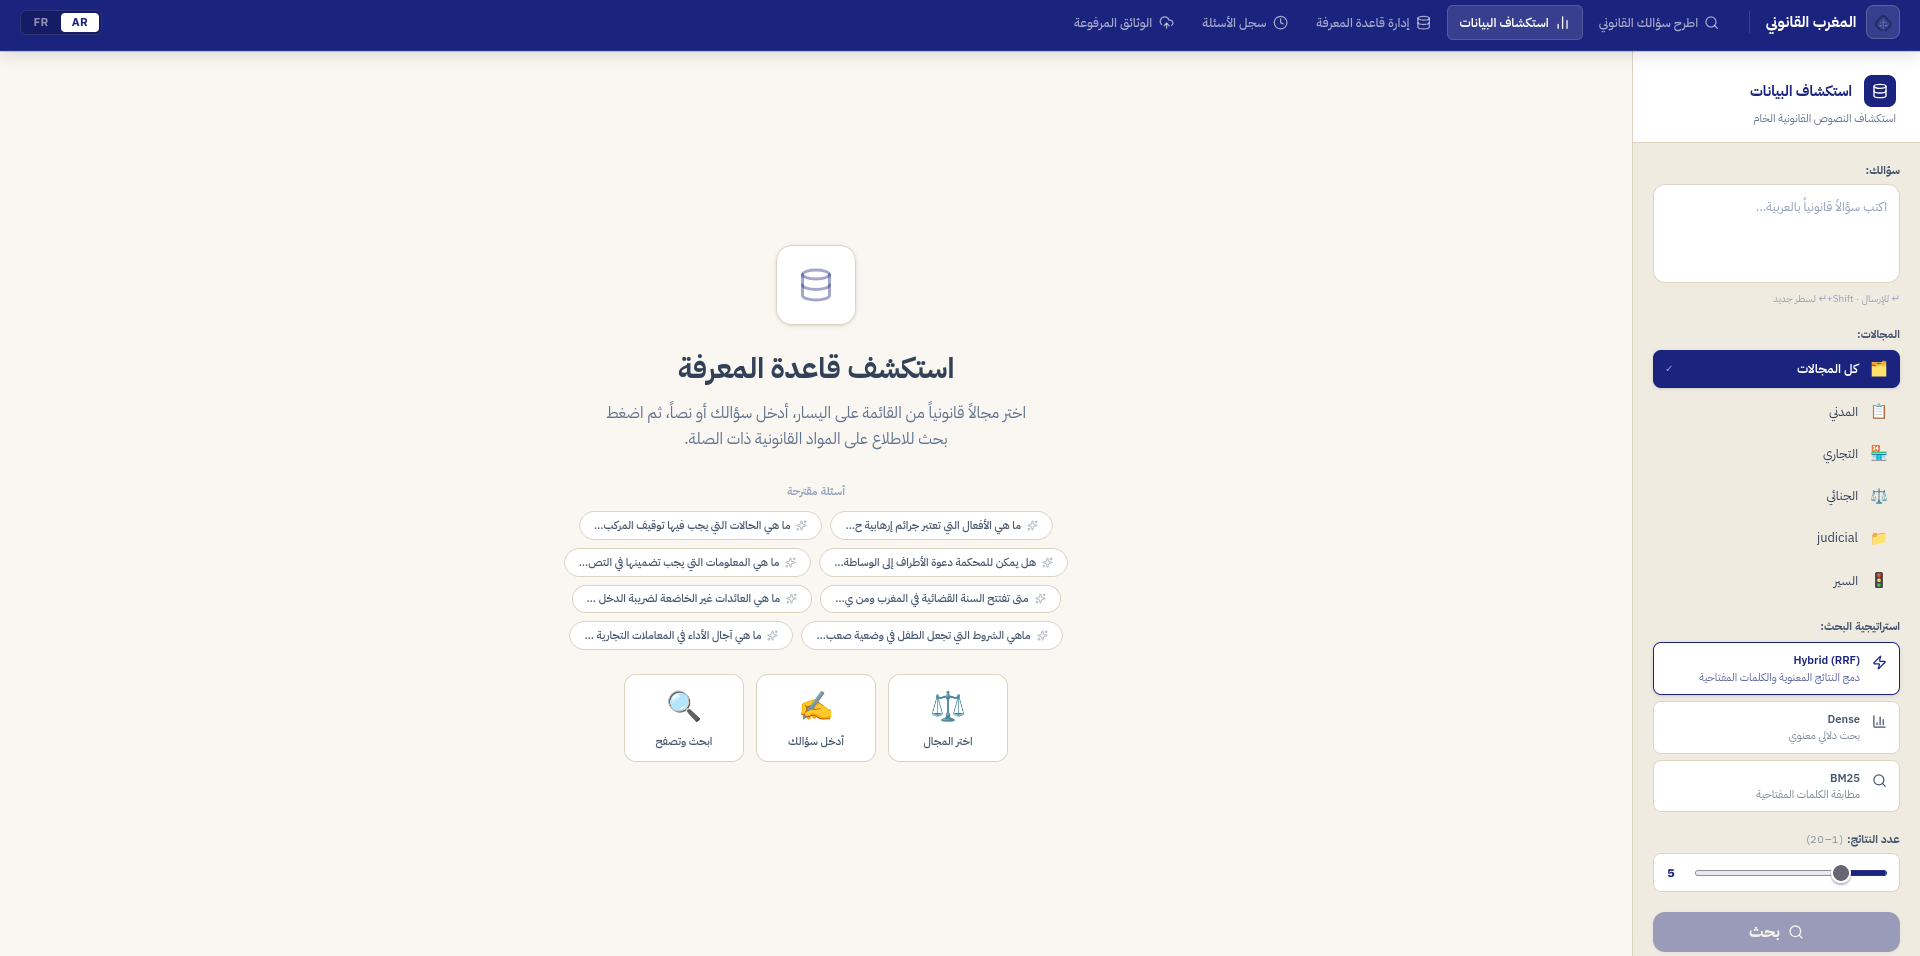 المغرب القانوني
اطرح سؤالك القانوني
استكشاف البيانات
إدارة قاعدة المعرفة
سجل الأسئلة
الوثائق المرفوعة
AR
FR
استكشاف البيانات
استكشاف النصوص القانونية الخام
سؤالك:
اكتب سؤالاً قانونياً بالعربية...
↵ للإرسال · Shift+↵ لسطر جديد
المجالات:
كل المجالات ✓
المدني
التجاري
الجنائي
judicial
السير
استراتيجية البحث:
Hybrid (RRF)
دمج النتائج المعنوية والكلمات المفتاحية
Dense
بحث دلالي معنوي
BM25
مطابقة الكلمات المفتاحية
عدد النتائج: (1–20)
5
بحث
استكشف قاعدة المعرفة
اختر مجالاً قانونياً من القائمة على اليسار، أدخل سؤالك أو نصاً، ثم اضغط
بحث للاطلاع على المواد القانونية ذات الصلة.
أسئلة مقترحة
ما هي الأفعال التي تعتبر جرائم إرهابية ح...
ما هي الحالات التي يجب فيها توقيف المركب...
هل يمكن للمحكمة دعوة الأطراف إلى الوساطة...
ما هي المعلومات التي يجب تضمينها في التص...
متى تفتتح السنة القضائية في المغرب ومن ي...
ما هي العائدات غير الخاضعة لضريبة الدخل ...
ماهي الشروط التي تجعل الطفل في وضعية صعب...
ما هي آجال الأداء في المعاملات التجارية ...
اختر المجال
أدخل سؤالك
ابحث وتصفح